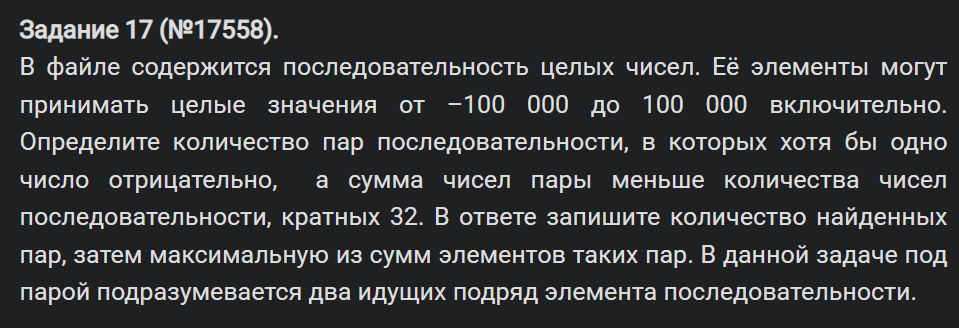 Задание 17 (№17558).
В файле содержится последовательность целых чисел. Её элементы могут
принимать целые значения от −100 000 до 100 000 включительно.
Определите количество пар последовательности, в которых хотя бы одно
число отрицательно, а сумма чисел пары меньше количества чисел
последовательности, кратных 32. В ответе запишите количество найденных
пар, затем максимальную из сумм элементов таких пар. В данной задаче под
парой подразумевается два идущих подряд элемента последовательности.